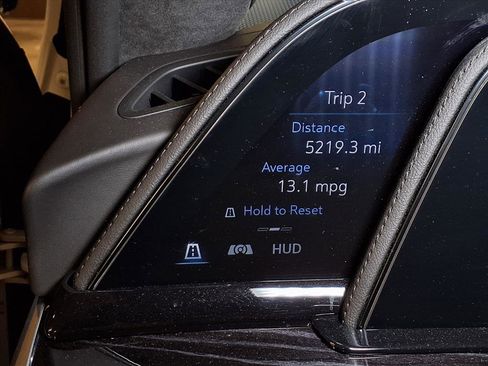 Trip 2
Distance
5219.3 mi
Average
13.1 mpg
Hold to Reset
HUD